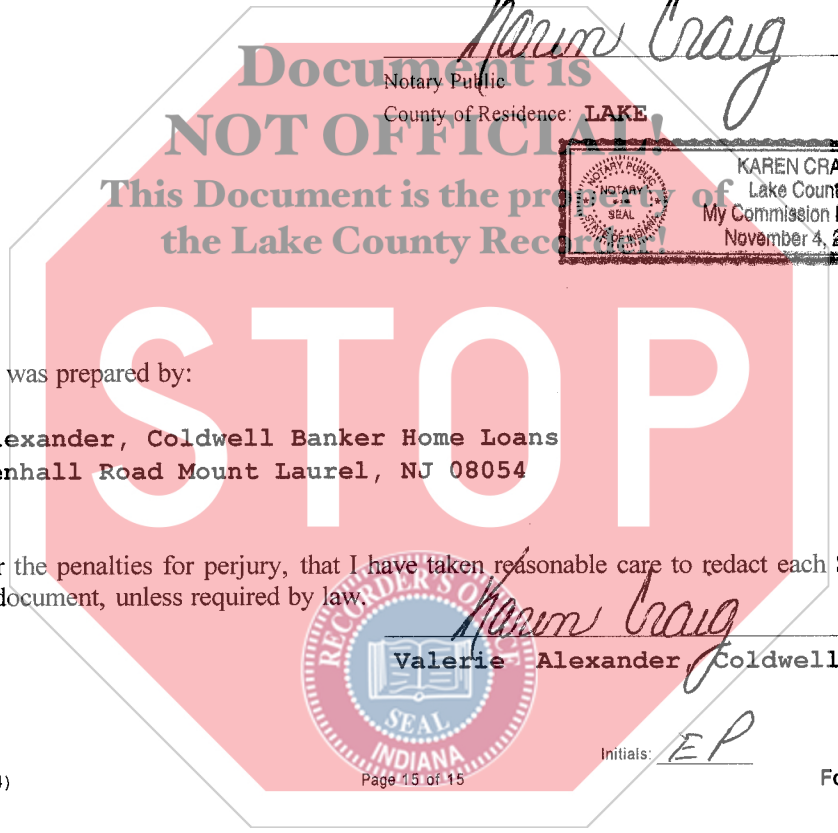 Karen Craig
Document is
Notary Public
NOT OFFICIAL!
County of Residence: LAKE
This Document is the property of
the Lake County Recorder!
NOTARY PUBLIC
NOTARY
SEAL
STATE OF INDIANA
KAREN CRA
Lake Count
My Commission
November 4, 2
STOP
was prepared by:
lexander, Coldwell Banker Home Loans
enhall Road Mount Laurel, NJ 08054
r the penalties for perjury, that I have taken reasonable care to redact each S
document, unless required by law.
Karen Craig
Valerie Alexander, Coldwell
RECORDER'S OFFICE
SEAL
INDIANA
Initials: EP
4)
Page 15 of 15
Fo